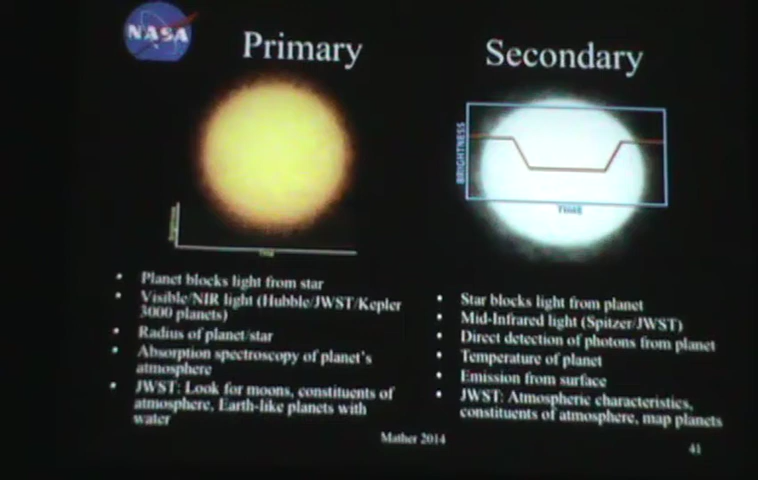 NASA
Primary
Secondary
BRIGHTNESS
TIME
• Planet blocks light from star
• Visible/NIR light (Hubble/JWST/Kepler
3000 planets)
• Radius of planet/star
• Absorption spectroscopy of planet's
atmosphere
• JWST: Look for moons, constituents of
atmosphere, Earth-like planets with
water
• Star blocks light from planet
• Mid-Infrared light (Spitzer/JWST)
• Direct detection of photons from planet
• Temperature of planet
• Emission from surface
• JWST: Atmospheric characteristics,
constituents of atmosphere, map planets
Mather 2014
41